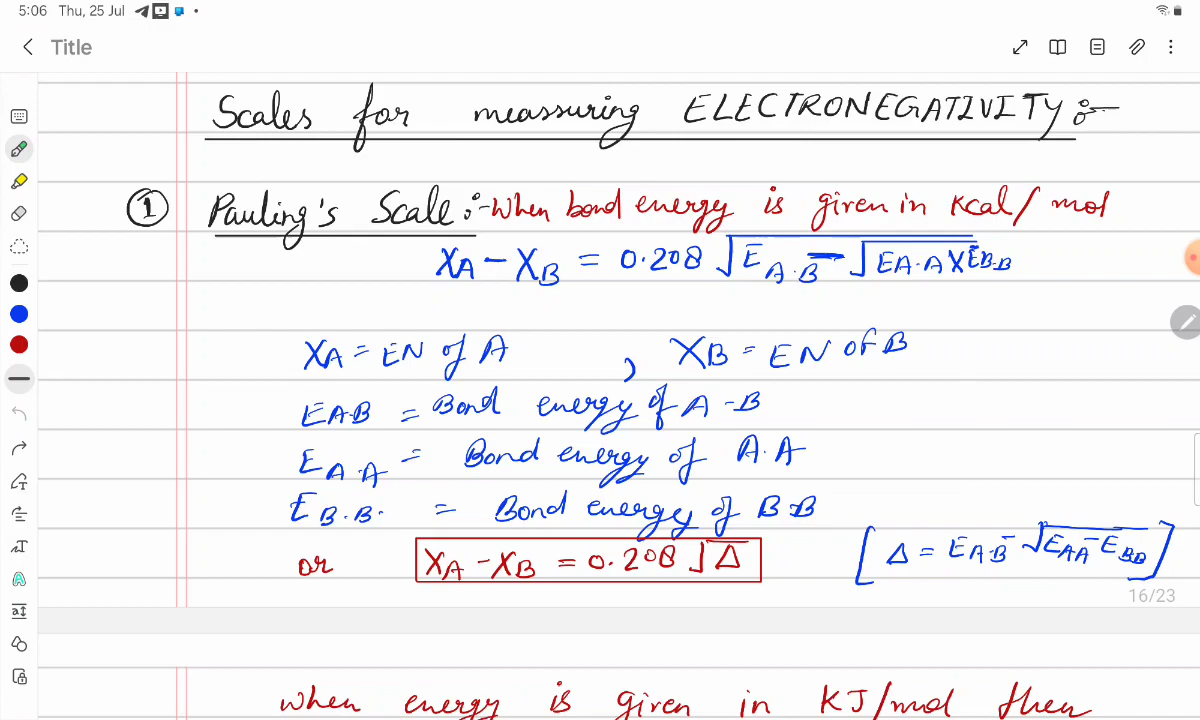 5:06 Thu, 25 Jul
Title
Scales for meassuring ELECTRONEGATIVITY:-
① Pauling's Scale:- When bond energy is given in Kcal/mol
XA - XB = 0.208 √(EA.B - √(EA.A X EB.B
XA = EN of A , XB = EN of B
EA.B = Bond energy of A-B
EA.A = Bond energy of A.A
EB.B. = Bond energy of B-B
or XA - XB = 0.208 √Δ [Δ = EA.B - √EAA - EBB]
16/23
when energy is given in KJ/mol then